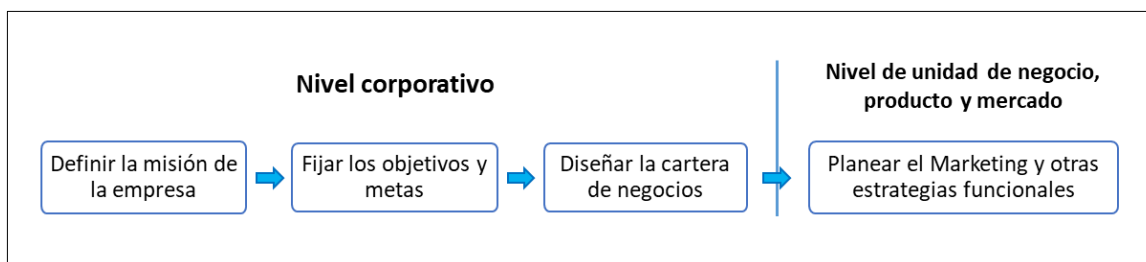 Nivel corporativo
Nivel de unidad de negocio,
producto y mercado
Definir la misión de
la empresa
Fijar los objetivos y
metas
Diseñar la cartera
de negocios
Planear el Marketing y otras
estrategias funcionales